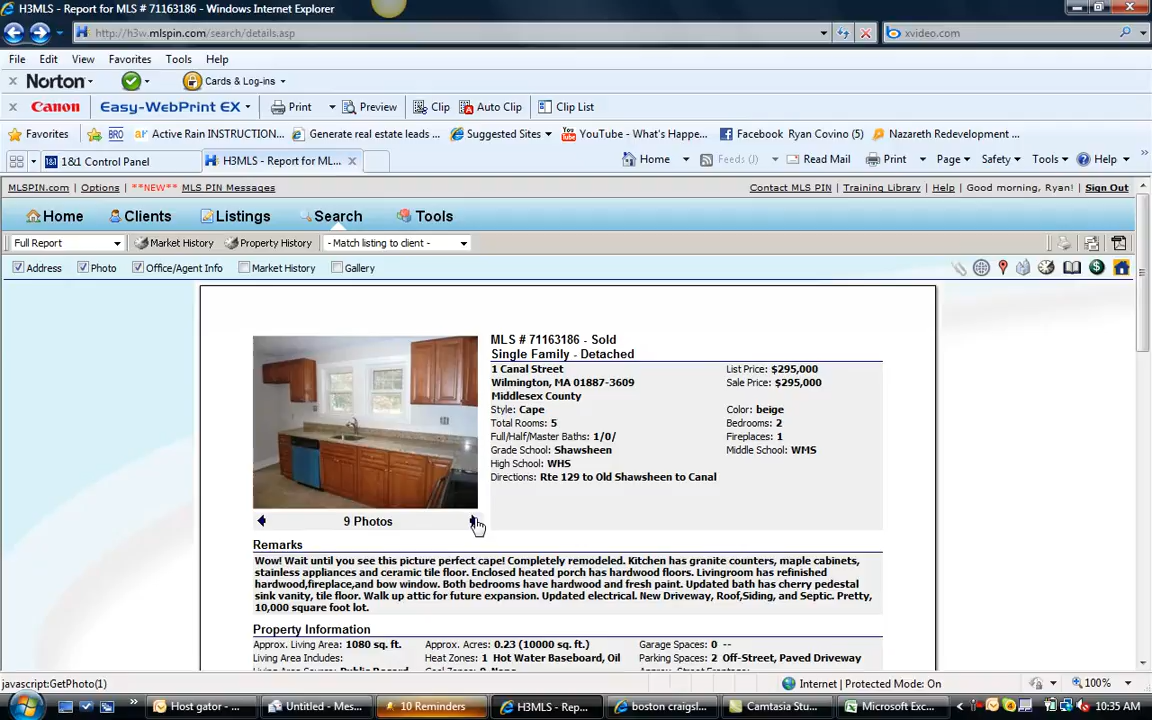 H3MLS - Report for MLS # 71163186 - Windows Internet Explorer
http://h3w.mlspin.com/search/details.asp
xvideo.com
File Edit View Favorites Tools Help
Norton Cards & Log-ins
Canon Easy-WebPrint EX Print Preview Clip Auto Clip Clip List
Favorites BRO Active Rain INSTRUCTION... Generate real estate leads ... Suggested Sites YouTube - What's Happe... Facebook Ryan Covino (5) Nazareth Redevelopment ...
1&1 Control Panel H3MLS - Report for ML... Home Feeds (J) Read Mail Print Page Safety Tools Help
MLSPIN.com | Options | **NEW** MLS PIN Messages Contact MLS PIN | Training Library | Help | Good morning, Ryan! Sign Out
Home Clients Listings Search Tools
Full Report Market History Property History - Match listing to client -
Address Photo Office/Agent Info Market History Gallery
MLS # 71163186 - Sold
Single Family - Detached
1 Canal Street List Price: $295,000
Wilmington, MA 01887-3609 Sale Price: $295,000
Middlesex County
Style: Cape Color: beige
Total Rooms: 5 Bedrooms: 2
Full/Half/Master Baths: 1/0/ Fireplaces: 1
Grade School: Shawsheen Middle School: WMS
High School: WHS
Directions: Rte 129 to Old Shawsheen to Canal
9 Photos
Remarks
Wow! Wait until you see this picture perfect cape! Completely remodeled. Kitchen has granite counters, maple cabinets,
stainless appliances and ceramic tile floor. Enclosed heated porch has hardwood floors. Livingroom has refinished
hardwood,fireplace,and bow window. Both bedrooms have hardwood and fresh paint. Updated bath has cherry pedestal
sink vanity, tile floor. Walk up attic for future expansion. Updated electrical. New Driveway, Roof,Siding, and Septic. Pretty,
10,000 square foot lot.
Property Information
Approx. Living Area: 1080 sq. ft. Approx. Acres: 0.23 (10000 sq. ft.) Garage Spaces: 0 --
Living Area Includes: Heat Zones: 1 Hot Water Baseboard, Oil Parking Spaces: 2 Off-Street, Paved Driveway
javascript:GetPhoto(1) Internet | Protected Mode: On 100%
Host gator - ... Untitled - Mes... 10 Reminders H3MLS - Rep... boston craigsl... Camtasia Stu... Microsoft Exc... 10:35 AM